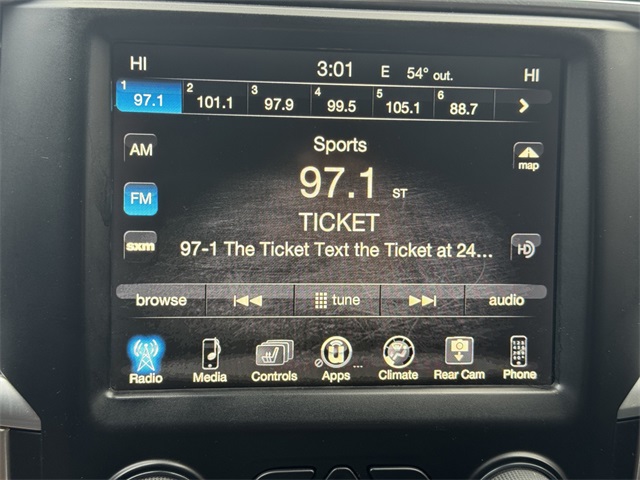 HI 3:01 E 54° out. HI
1 97.1 2 101.1 3 97.9 4 99.5 5 105.1 6 88.7
AM Sports map
FM 97.1 ST
TICKET
sxm 97-1 The Ticket Text the Ticket at 24... HD
browse tune audio
Radio Media Controls Apps ... Climate Rear Cam Phone